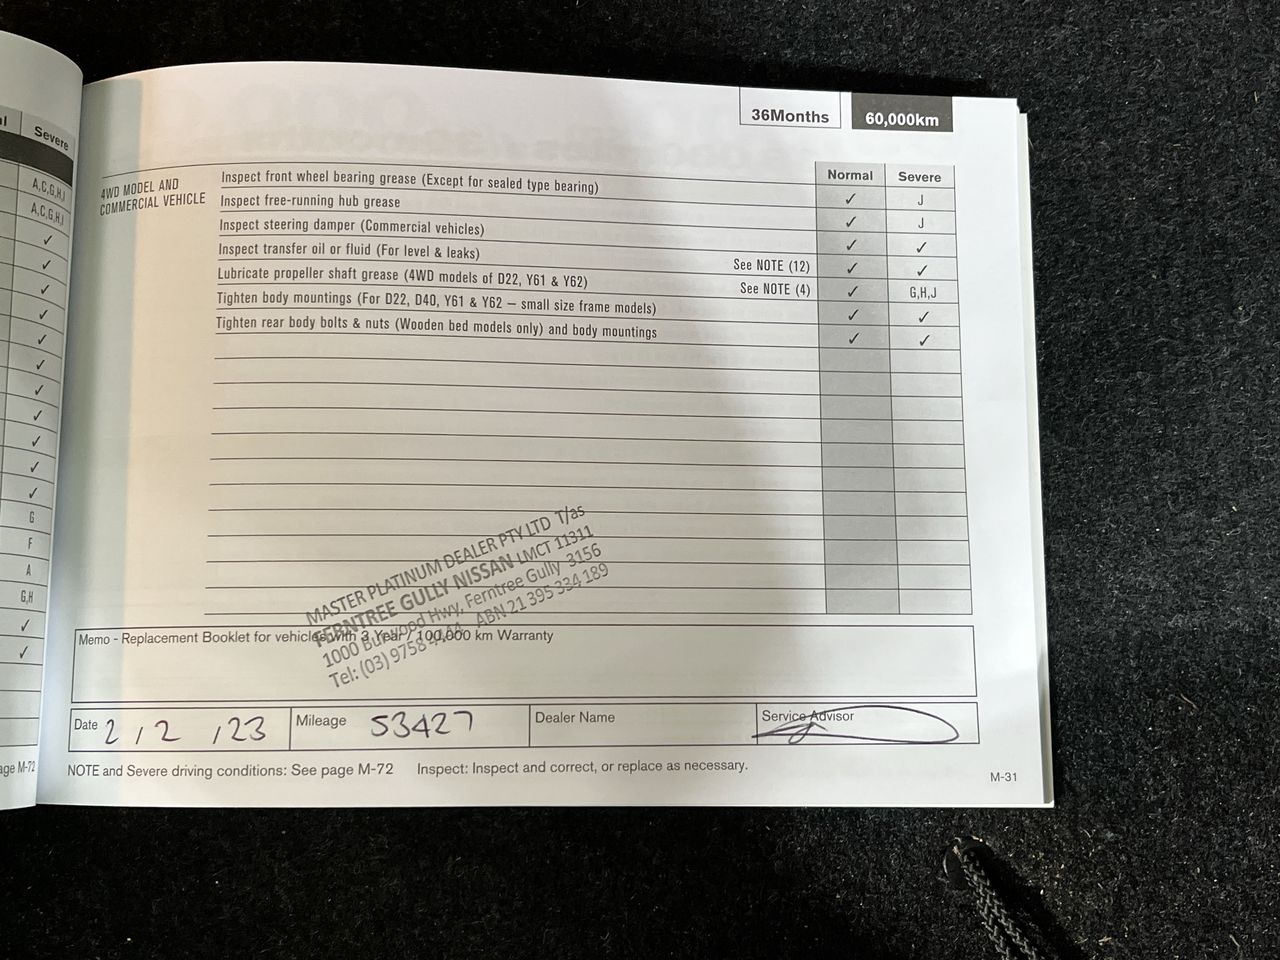 36Months 60,000km
Normal Severe
4WD MODEL AND
COMMERCIAL VEHICLE
Inspect front wheel bearing grease (Except for sealed type bearing) ✓ J
Inspect free-running hub grease ✓ J
Inspect steering damper (Commercial vehicles) ✓ ✓
Inspect transfer oil or fluid (For level & leaks) See NOTE (12) ✓ ✓
Lubricate propeller shaft grease (4WD models of D22, Y61 & Y62) See NOTE (4) ✓ G,H,J
Tighten body mountings (For D22, D40, Y61 & Y62 – small size frame models) ✓ ✓
Tighten rear body bolts & nuts (Wooden bed models only) and body mountings ✓ ✓
MASTER PLATINUM DEALER PTY LTD T/as
FERNTREE GULLY NISSAN LMCT 11311
1000 Burwood Hwy, Ferntree Gully 3156
Tel: (03) 9758 ABN 21 395 334 189
Memo - Replacement Booklet for vehicles with 3 Year / 100,000 km Warranty
Date 2 / 2 / 23 Mileage 53427 Dealer Name Service Advisor
NOTE and Severe driving conditions: See page M-72 Inspect: Inspect and correct, or replace as necessary.
M-31
Severe
A,C,G,H,I
A,C,G,H,I
✓
✓
✓
✓
✓
✓
✓
✓
✓
✓
G
F
A
G,H
✓
✓
M-72